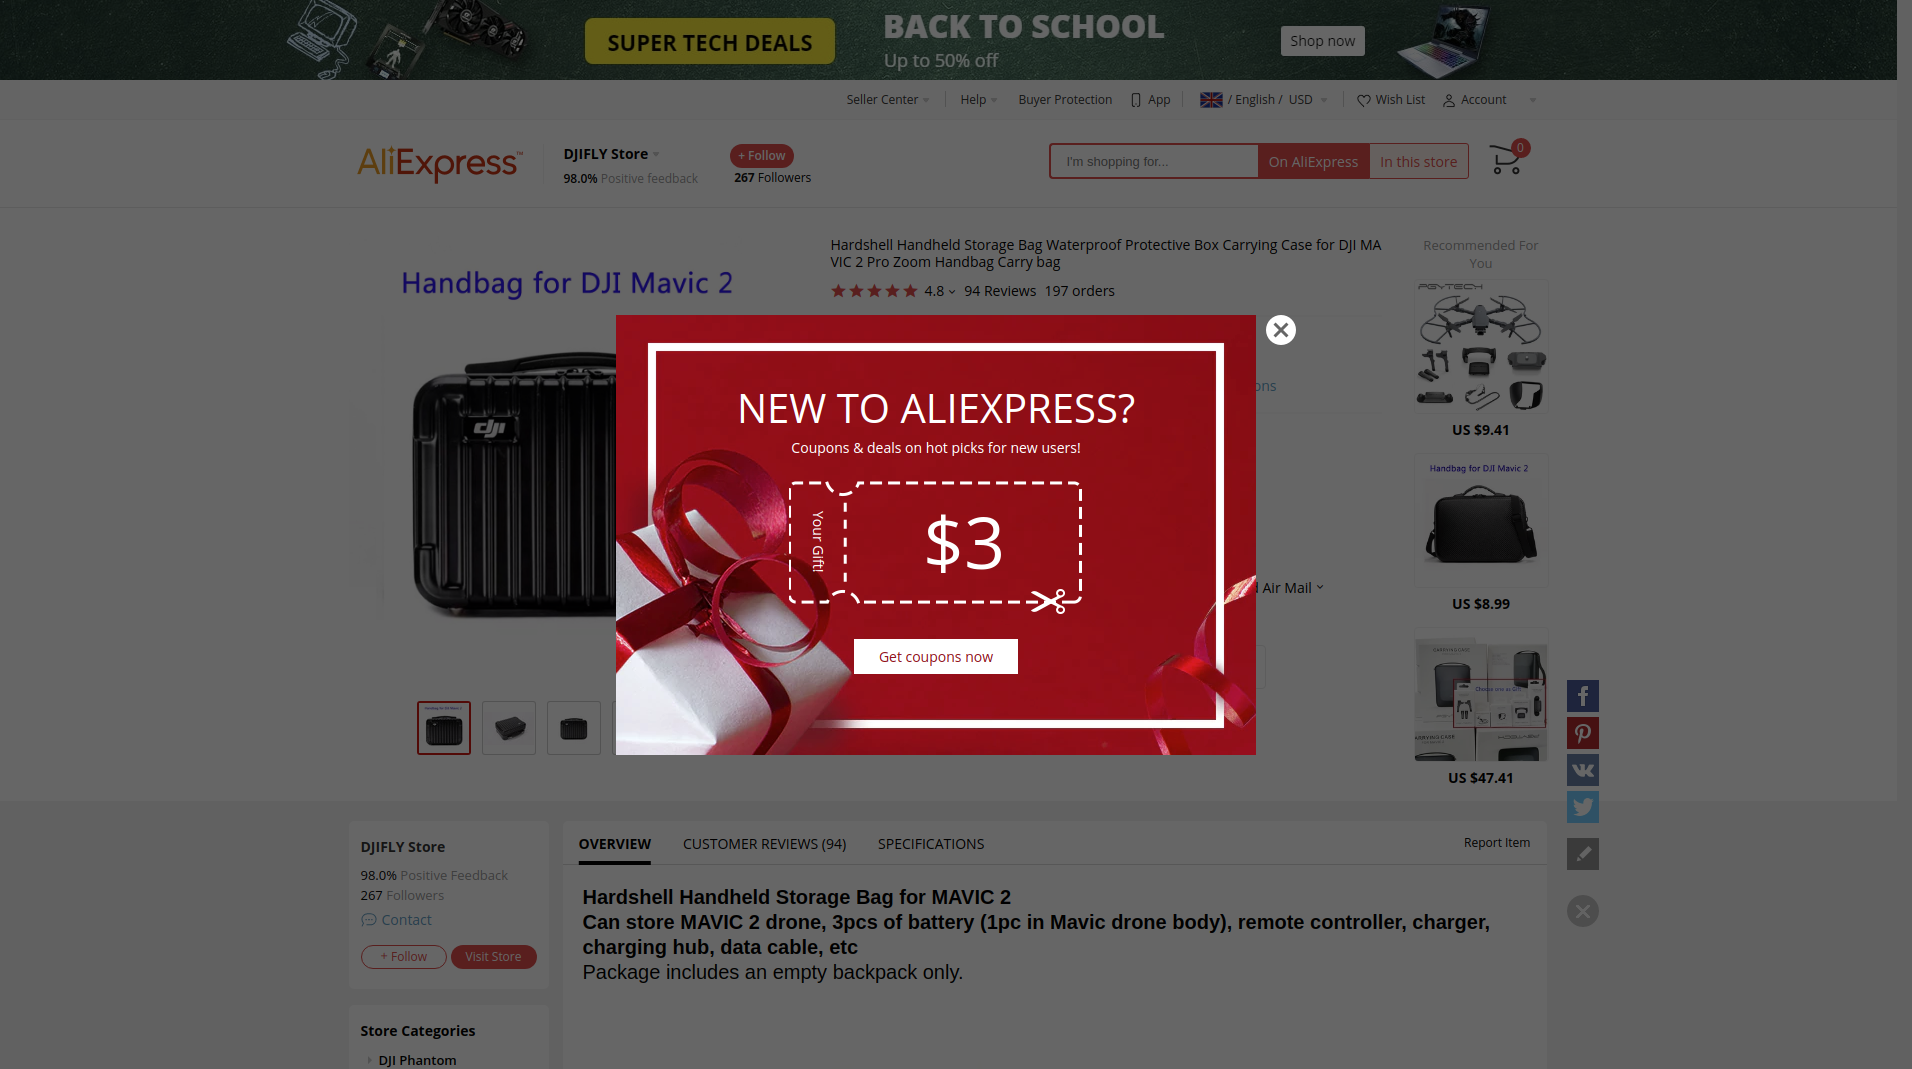 SUPER TECH DEALS
BACK TO SCHOOL
Up to 50% off
Shop now
Seller Center
Help
Buyer Protection
App
/ English / USD
Wish List
Account
AliExpress™
DJIFLY Store
98.0% Positive feedback
+ Follow
267 Followers
I'm shopping for...
On AliExpress
In this store
0
Handbag for DJI Mavic 2
dji
Hardshell Handheld Storage Bag Waterproof Protective Box Carrying Case for DJI MA
VIC 2 Pro Zoom Handbag Carry bag
4.8
94 Reviews
197 orders
ons
NEW TO ALIEXPRESS?
Coupons & deals on hot picks for new users!
Your Gift!
$3
Get coupons now
Air Mail
Recommended For
You
PGYTECH
US $9.41
Handbag for DJI Mavic 2
US $8.99
CARRYING CASE
US $47.41
DJIFLY Store
98.0% Positive Feedback
267 Followers
Contact
+ Follow
Visit Store
Store Categories
DJI Phantom
OVERVIEW
CUSTOMER REVIEWS (94)
SPECIFICATIONS
Report Item
Hardshell Handheld Storage Bag for MAVIC 2
Can store MAVIC 2 drone, 3pcs of battery (1pc in Mavic drone body), remote controller, charger,
charging hub, data cable, etc
Package includes an empty backpack only.